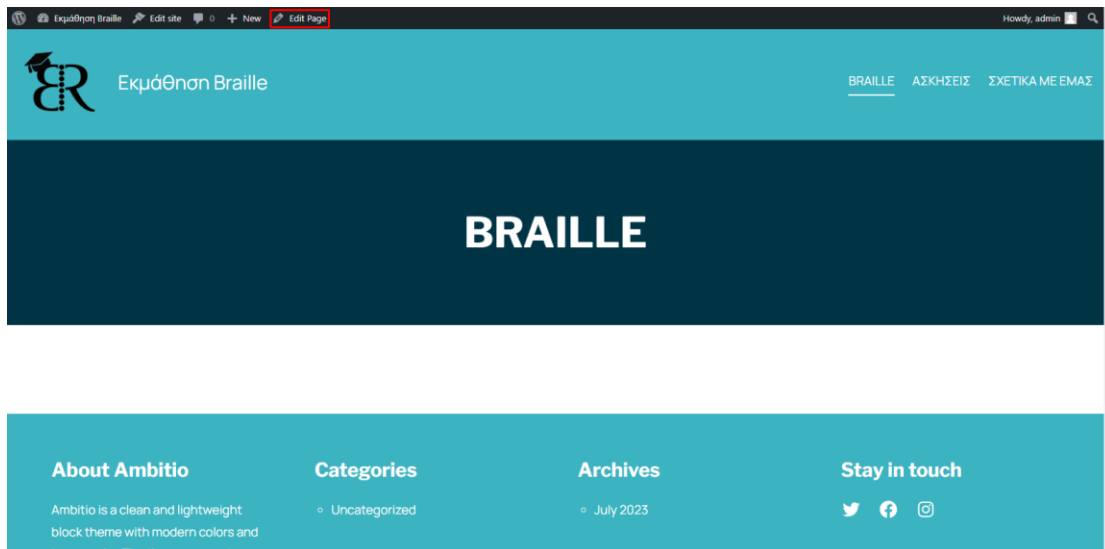 Εκμάθηση Braille Edit site 0 New Edit Page Howdy, admin
Εκμάθηση Braille
BRAILLE ΑΣΚΗΣΕΙΣ ΣΧΕΤΙΚΑ ΜΕ ΕΜΑΣ
BRAILLE
About Ambitio
Ambitio is a clean and lightweight
block theme with modern colors and
Categories
Uncategorized
Archives
July 2023
Stay in touch